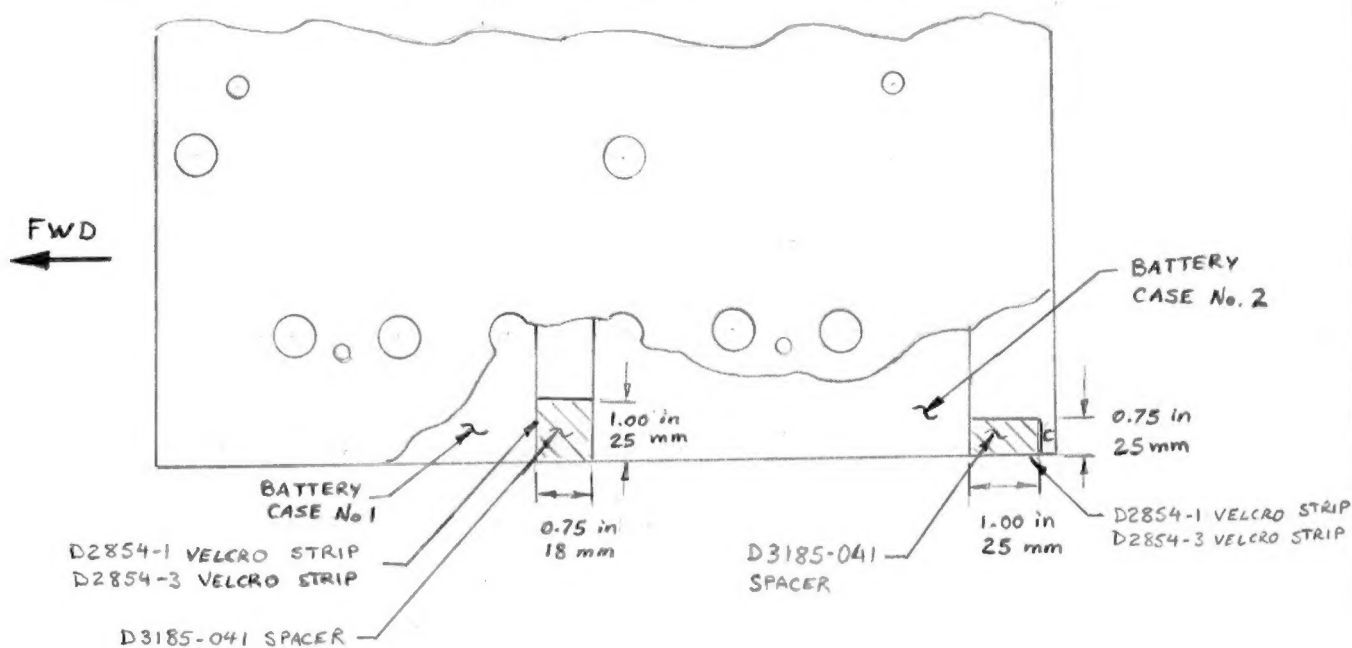 FWD
BATTERY
CASE No. 2
1.00 in
25 mm
0.75 in
25 mm
C
BATTERY
CASE No 1
0.75 in
18 mm
1.00 in
25 mm
D2854-1 VELCRO STRIP
D2854-3 VELCRO STRIP
D2854-1 VELCRO STRIP
D2854-3 VELCRO STRIP
D3185-041
SPACER
D3185-041 SPACER